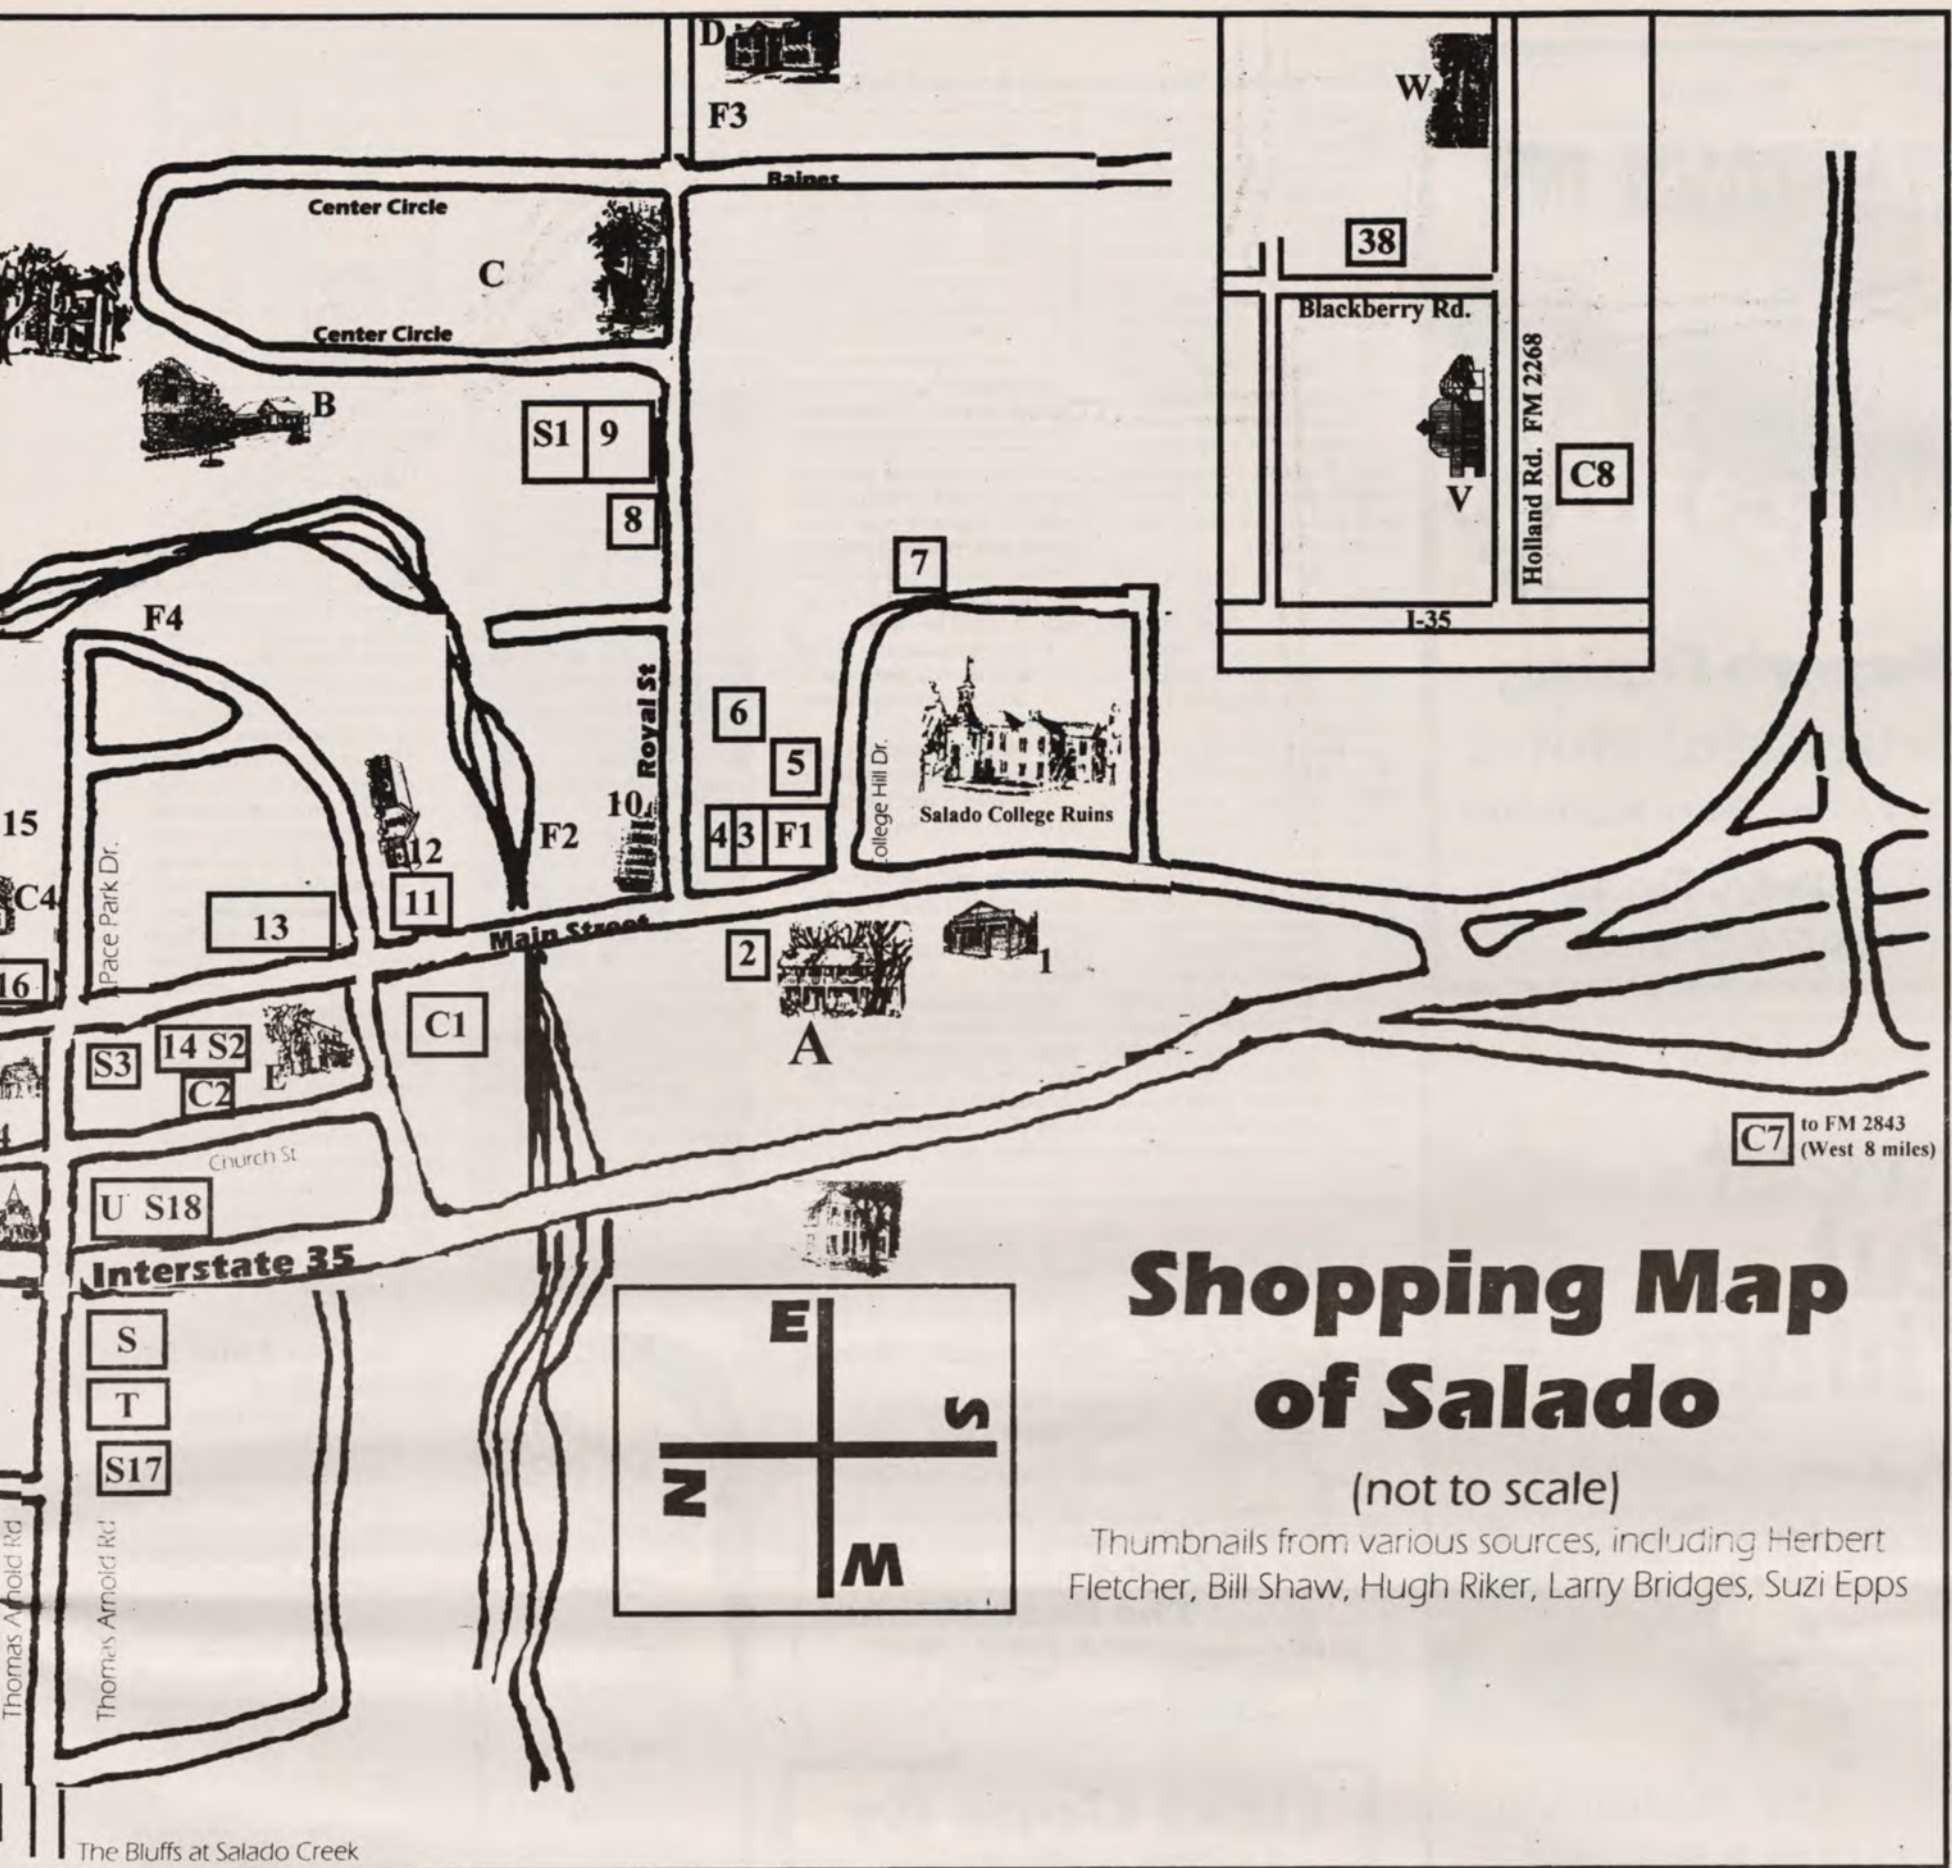 D
F3
Raines
Center Circle
C
Center Circle
B
S1 9
8
F4
7
Royal St
6
5
4 3 F1
10
F2
College Hill Dr.
Salado College Ruins
12
11
13
15
C4
16
Pace Park Dr.
Main Street
2
A
1
C1
S3
14 S2
C2
E
4
Church St
U S18
Interstate 35
S
T
S17
Thomas Arnold Rd
Thomas Arnold Rd
The Bluffs at Salado Creek
W
38
Blackberry Rd.
V
Holland Rd. FM 2268
C8
I-35
C7 to FM 2843
(West 8 miles)
E
S
N
W
Shopping Map
of Salado
(not to scale)
Thumbnails from various sources, including Herbert
Fletcher, Bill Shaw, Hugh Riker, Larry Bridges, Suzi Epps